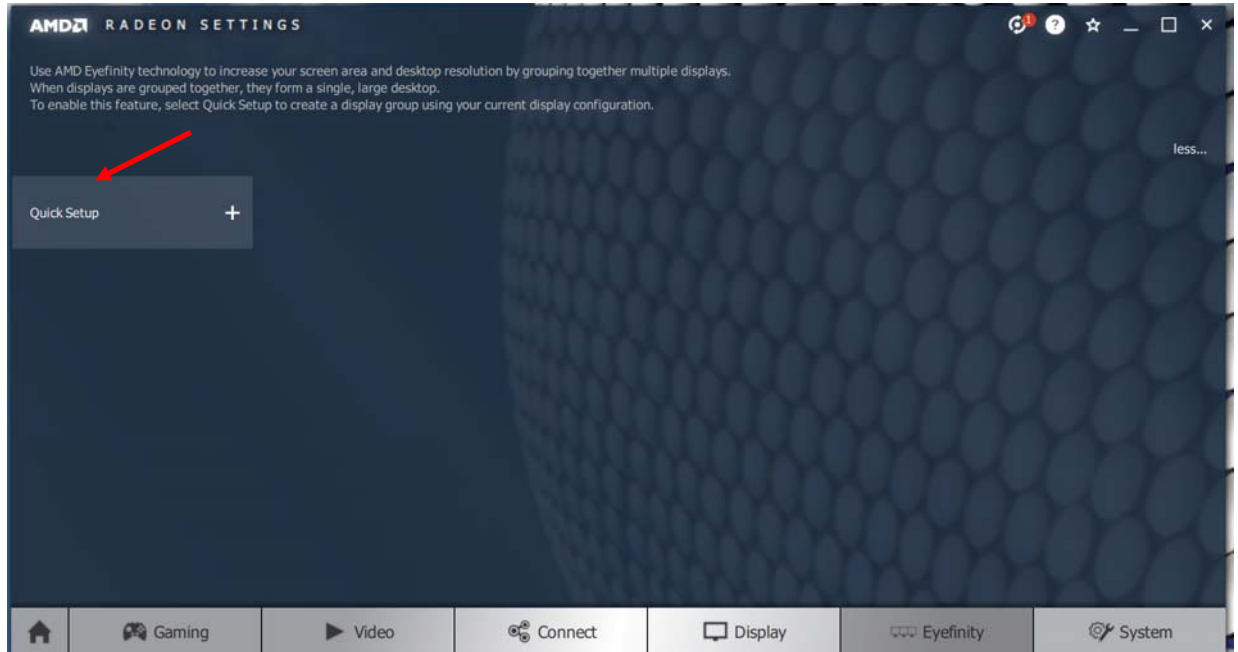 AMD RADEON SETTINGS
1
?
Use AMD Eyefinity technology to increase your screen area and desktop resolution by grouping together multiple displays.
When displays are grouped together, they form a single, large desktop.
To enable this feature, select Quick Setup to create a display group using your current display configuration.
less...
Quick Setup +
Gaming
Video
Connect
Display
Eyefinity
System